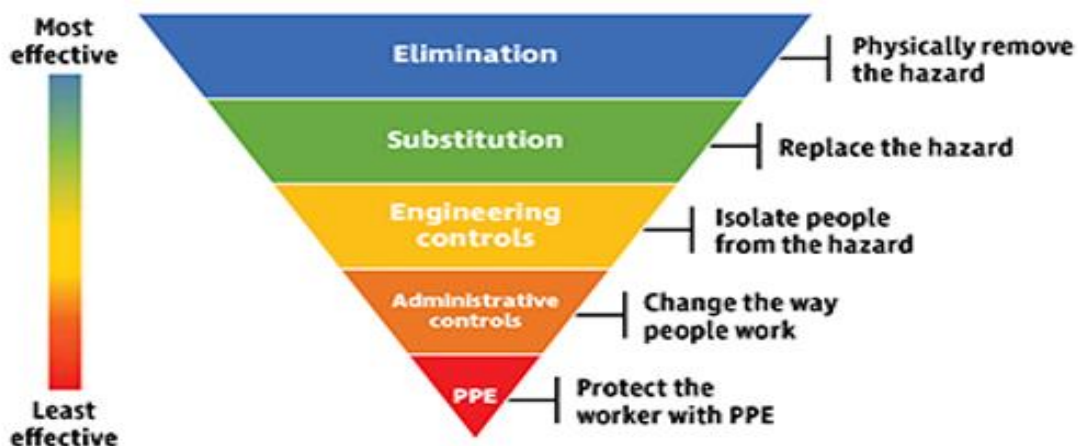 Most
effective
Elimination
Physically remove
the hazard
Substitution
Replace the hazard
Engineering
controls
Isolate people
from the hazard
Administrative
controls
Change the way
people work
PPE
Protect the
worker with PPE
Least
effective